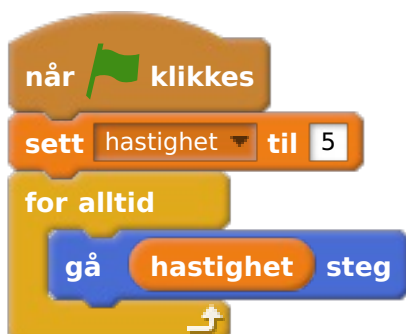 når klikkes
sett hastighet til 5
for alltid
gå hastighet steg